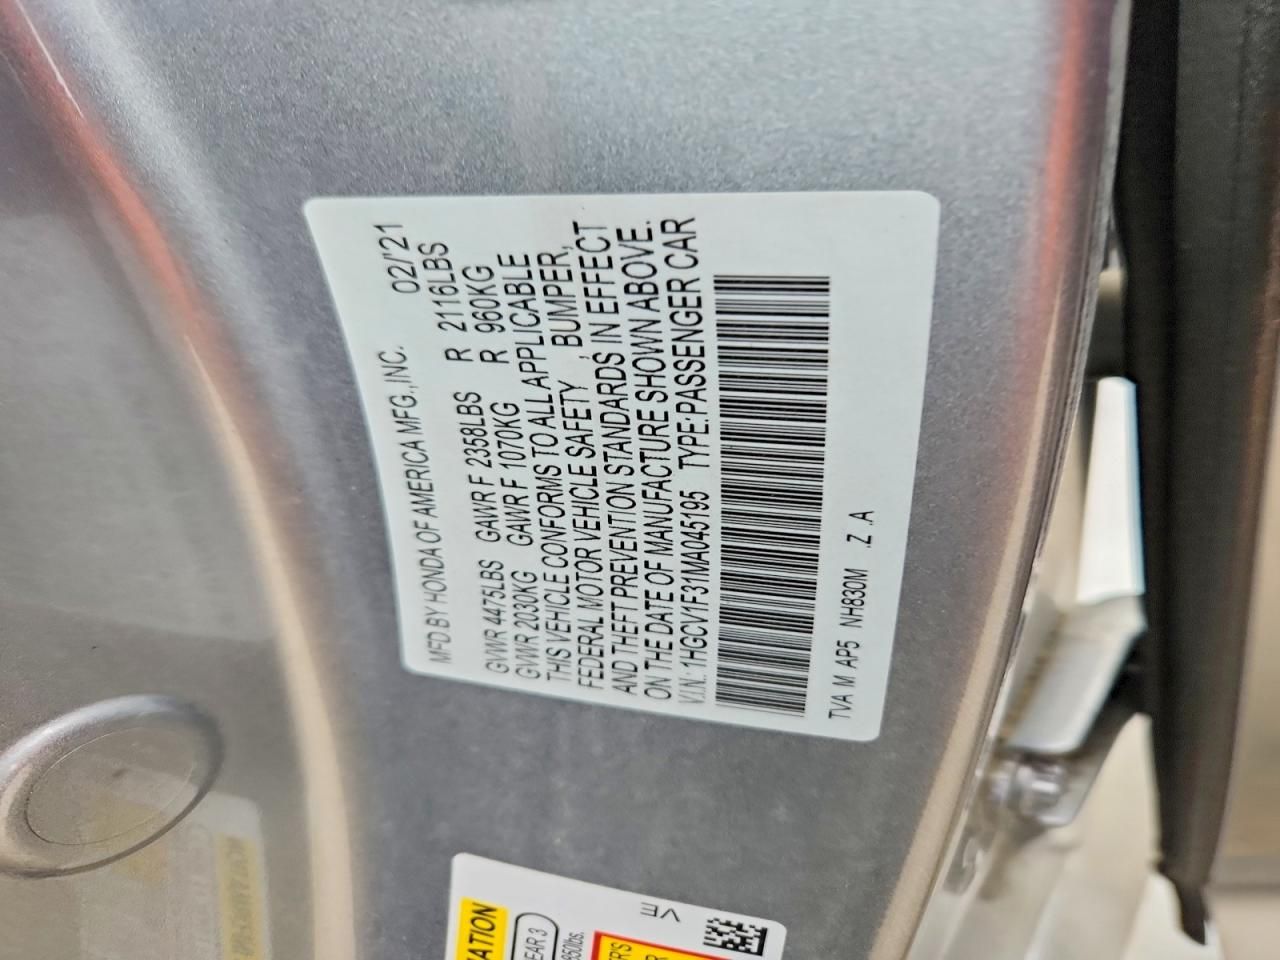 MFD BY HONDA OF AMERICA MFG., INC. 02/'21
GVWR 4475LBS GAWR F 2358LBS R 2116LBS
GVWR 2030KG GAWR F 1070KG R 960KG
THIS VEHICLE CONFORMS TO ALL APPLICABLE
FEDERAL MOTOR VEHICLE SAFETY , BUMPER,
AND THEFT PREVENTION STANDARDS IN EFFECT
ON THE DATE OF MANUFACTURE SHOWN ABOVE.
V.I.N.: 1HGCV1F31MA045195 TYPE:PASSENGER CAR
TVA M AP5 NH830M .Z .A